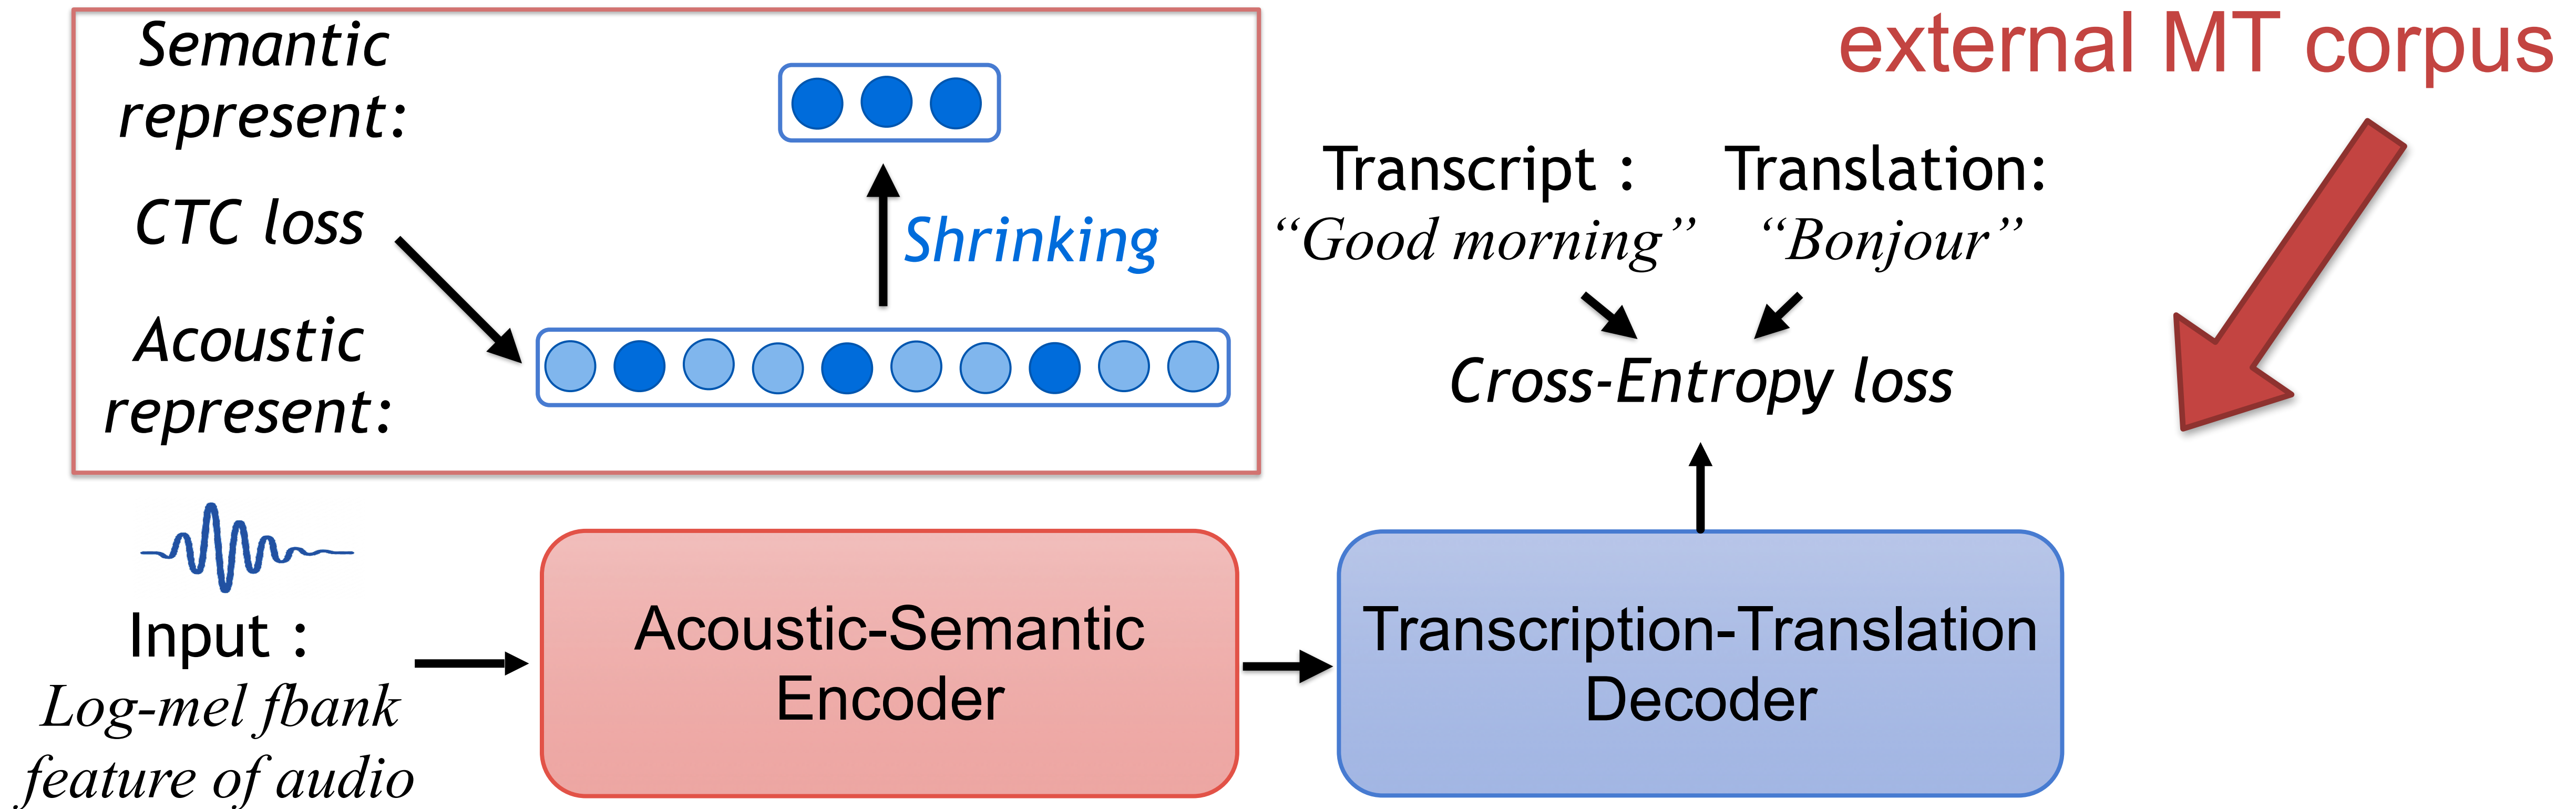 Semantic
represent:
CTC loss
Shrinking
Acoustic
represent:
external MT corpus
Transcript :
“Good morning”
Translation:
“Bonjour”
Cross-Entropy loss
Input :
Log-mel fbank
feature of audio
Acoustic-Semantic
Encoder
Transcription-Translation
Decoder